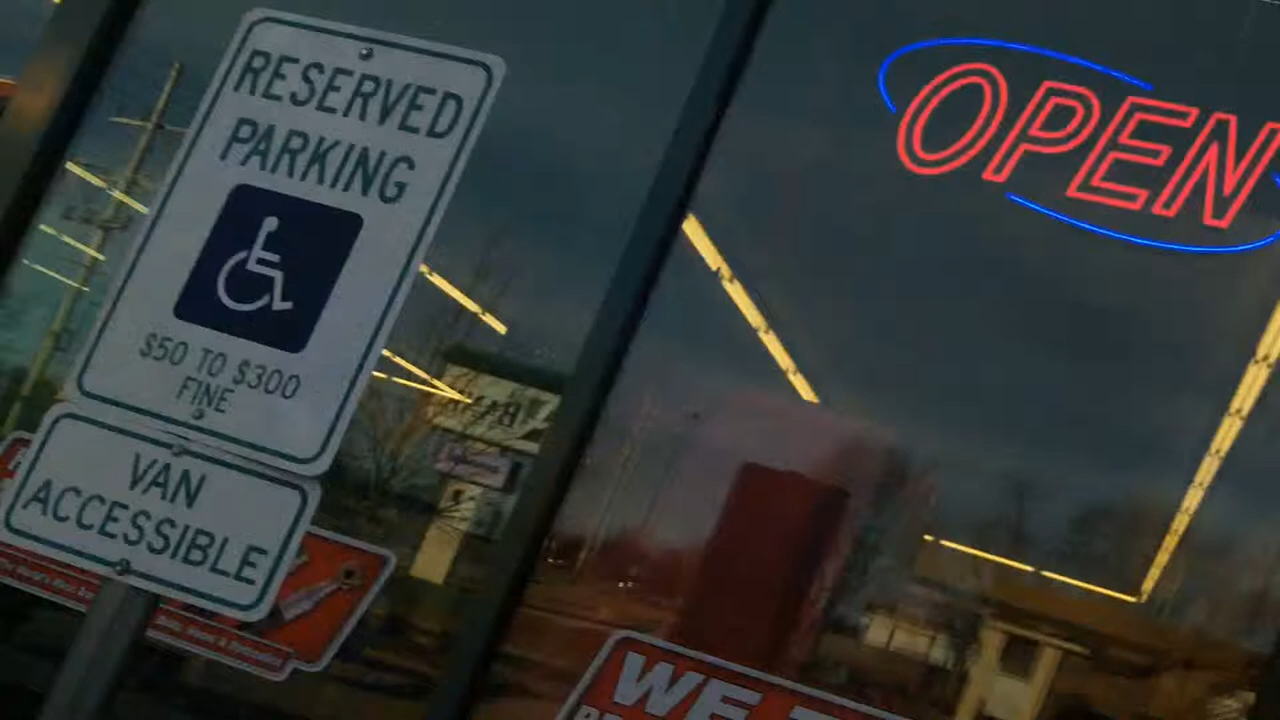 RESERVED
PARKING
$50 TO $300
FINE
VAN
ACCESSIBLE
OPEN
WE